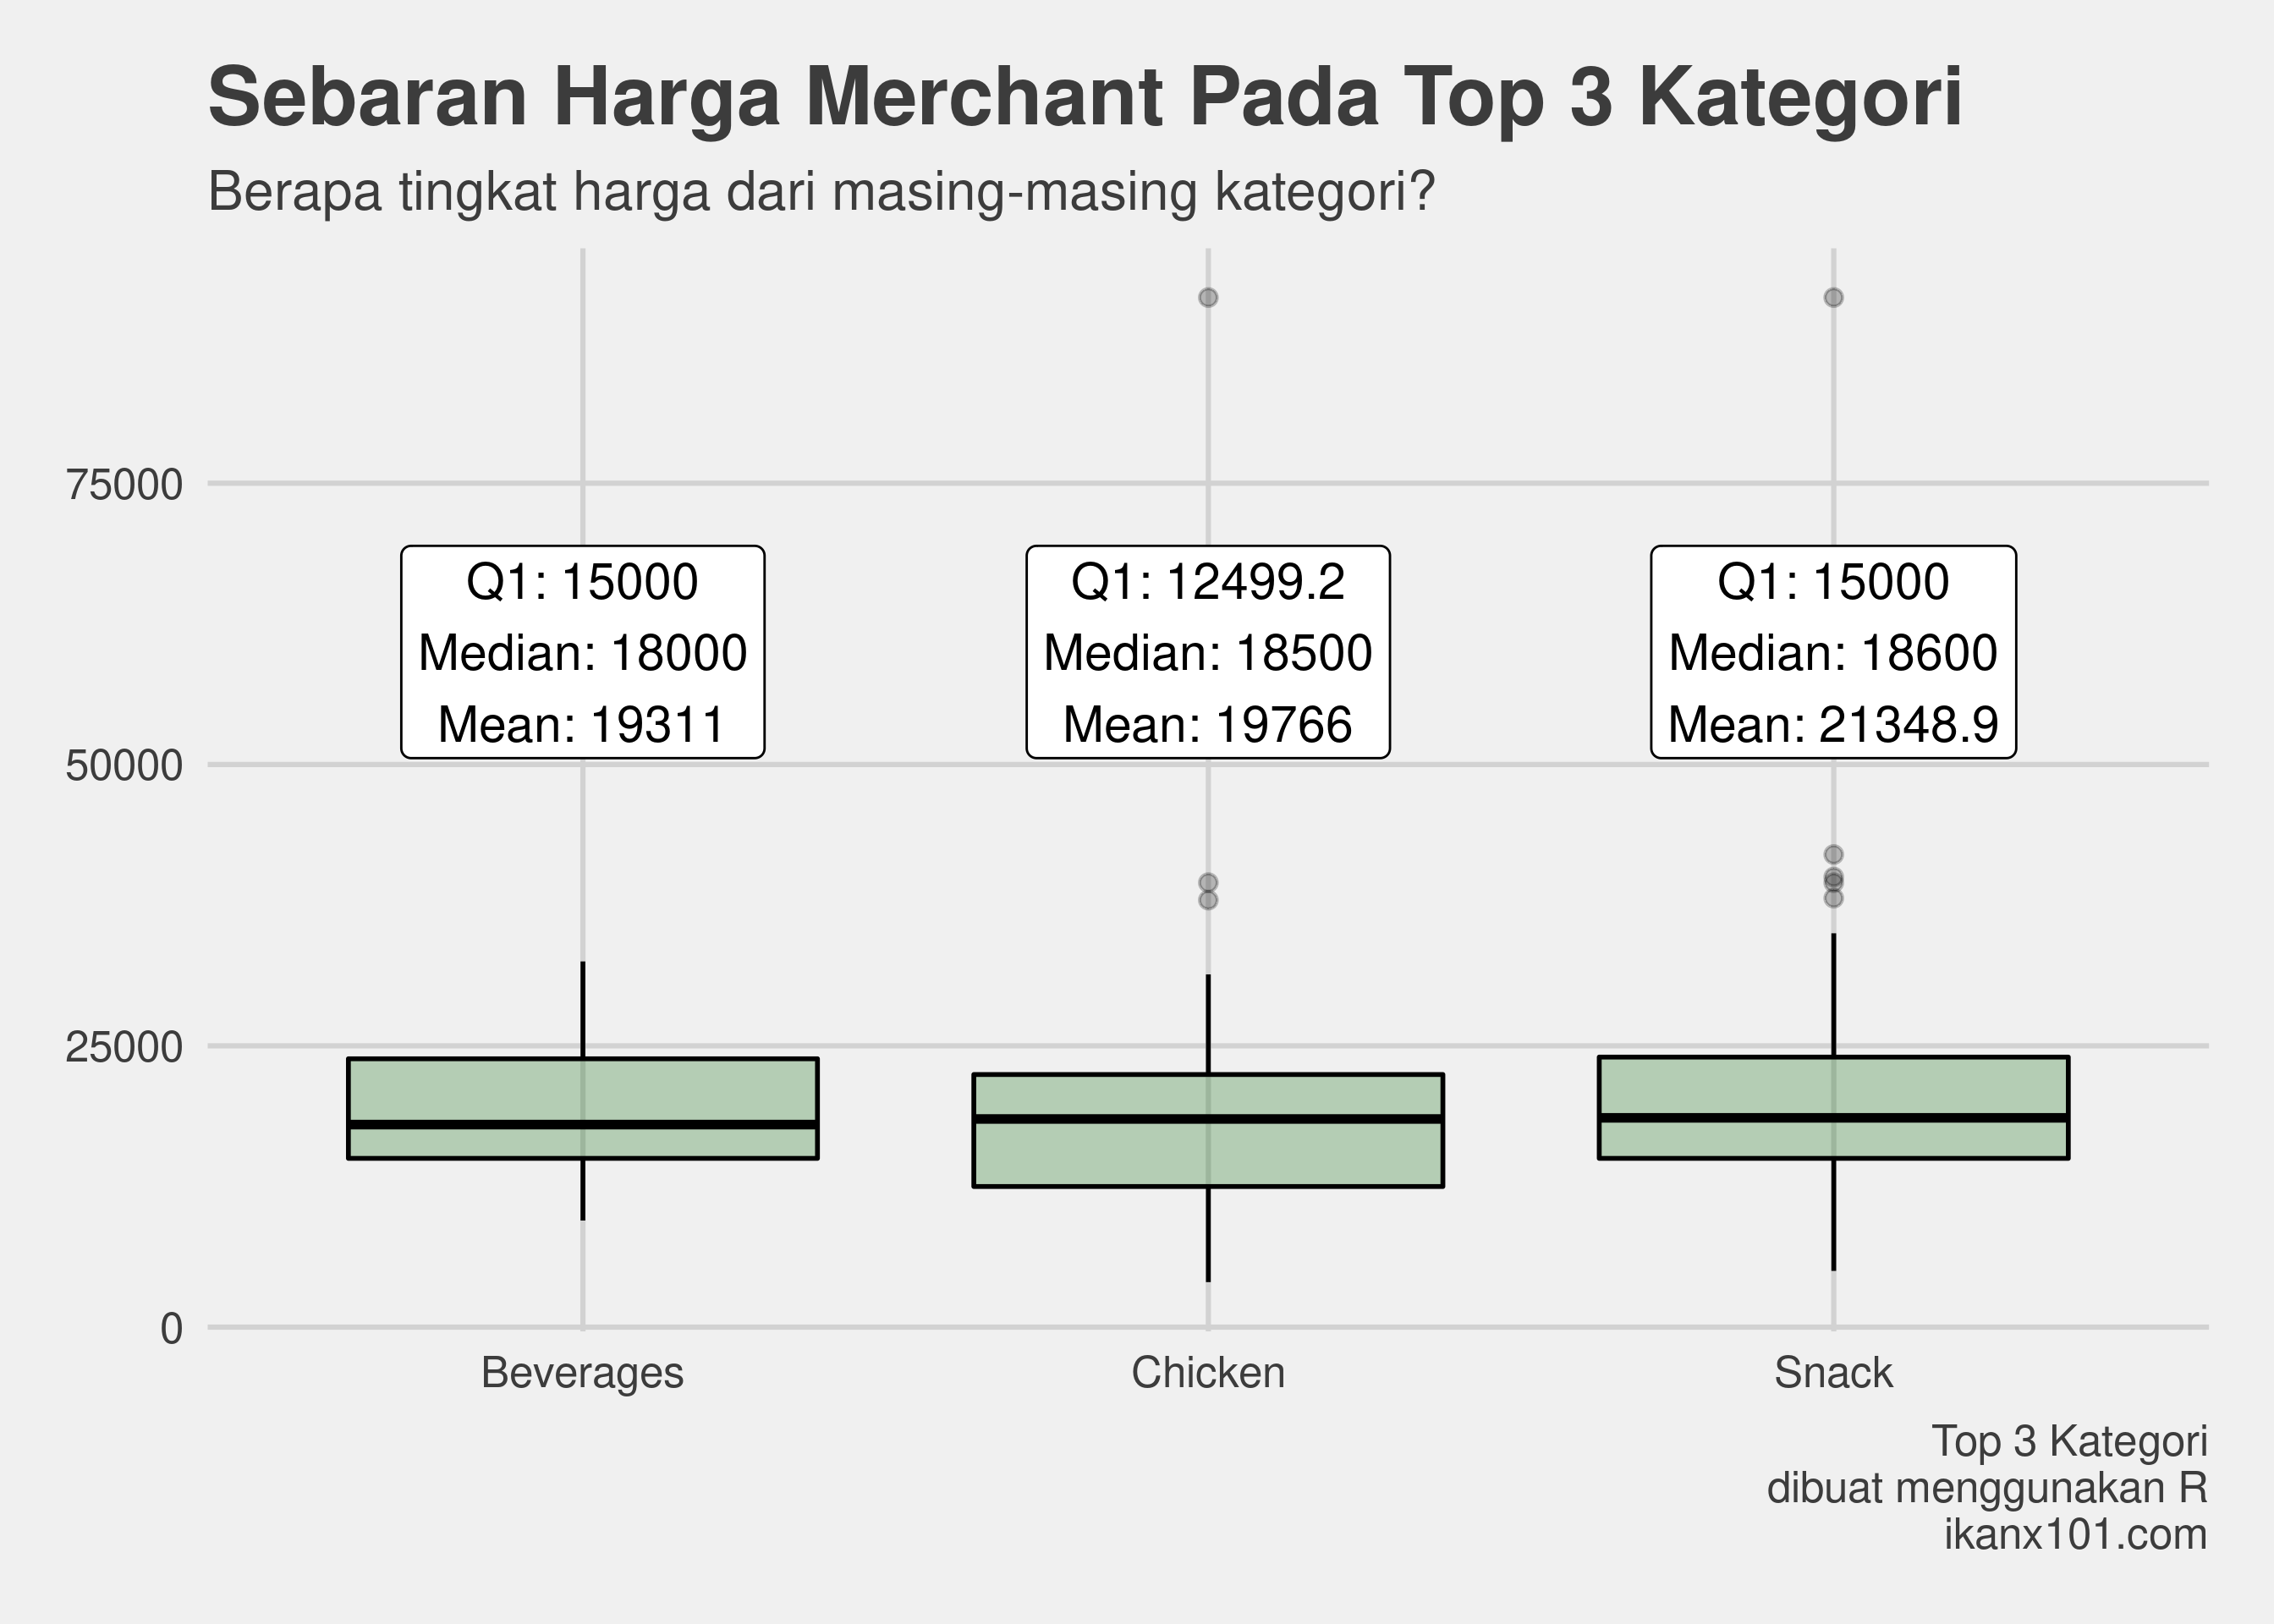 Sebaran Harga Merchant Pada Top 3 Kategori
Berapa tingkat harga dari masing-masing kategori?
75000
50000
25000
0
Q1: 15000
Median: 18000
Mean: 19311
Q1: 12499.2
Median: 18500
Mean: 19766
Q1: 15000
Median: 18600
Mean: 21348.9
Beverages
Chicken
Snack
Top 3 Kategori
dibuat menggunakan R
ikanx101.com